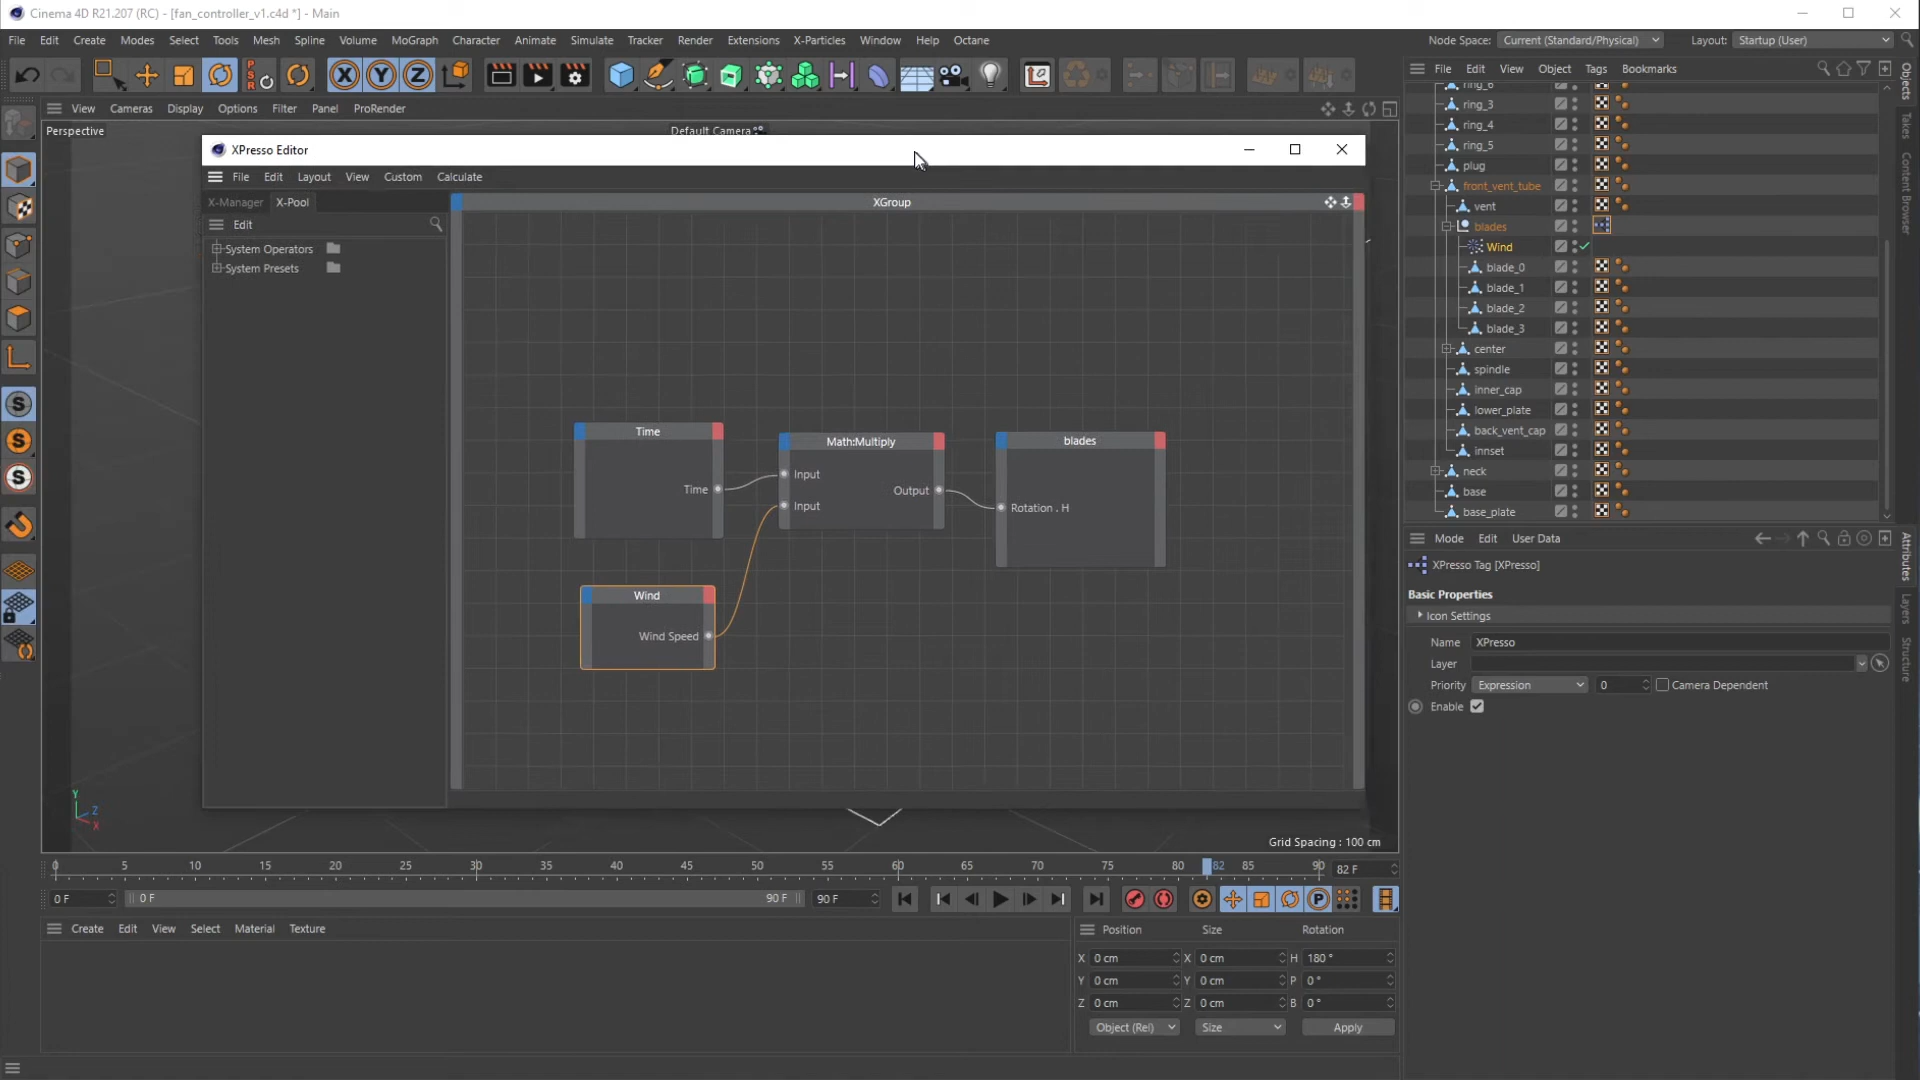 Cinema 4D R21.207 (RC) - [fan_controller_v1.c4d *] - Main
File Edit Create Modes Select Tools Mesh Spline Volume MoGraph Character Animate Simulate Tracker Render Extensions X-Particles Window Help Octane
Node Space: Current (Standard/Physical) Layout: Startup (User)
File Edit View Object Tags Bookmarks
View Cameras Display Options Filter Panel ProRender
Perspective
Default Camera
XPresso Editor
File Edit Layout View Custom Calculate
X-Manager X-Pool
Edit
System Operators
System Presets
XGroup
Time
Time
Math:Multiply
Input
Input
Output
blades
Rotation . H
Wind
Wind Speed
Grid Spacing : 100 cm
ring_6
ring_3
ring_4
ring_5
plug
front_vent_tube
vent
blades
Wind
blade_0
blade_1
blade_2
blade_3
center
spindle
inner_cap
lower_plate
back_vent_cap
innset
neck
base
base_plate
Objects
Takes
Content Browser
Attributes
Layers
Structure
Mode Edit User Data
XPresso Tag [XPresso]
Basic Properties
Icon Settings
Name XPresso
Layer
Priority Expression 0 Camera Dependent
Enable
0 5 10 15 20 25 30 35 40 45 50 55 60 65 70 75 80 82 85 90 82 F
0 F 0 F 90 F 90 F
Create Edit View Select Material Texture
Position Size Rotation
X 0 cm X 0 cm H 180 °
Y 0 cm Y 0 cm P 0 °
Z 0 cm Z 0 cm B 0 °
Object (Rel) Size Apply
X Y Z
P S R
S
S
S
P
Y
Z
X